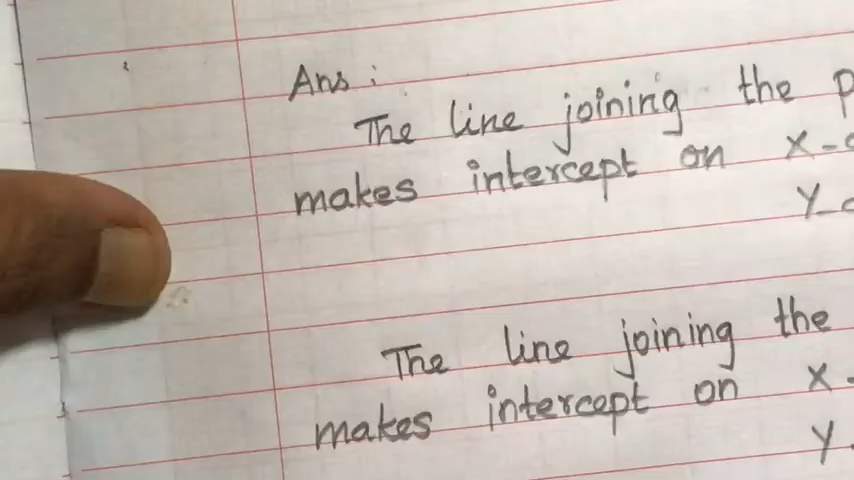 Ans :
The line joining the
makes intercept on x-
y-
The line joining the
makes intercept on x-
y-